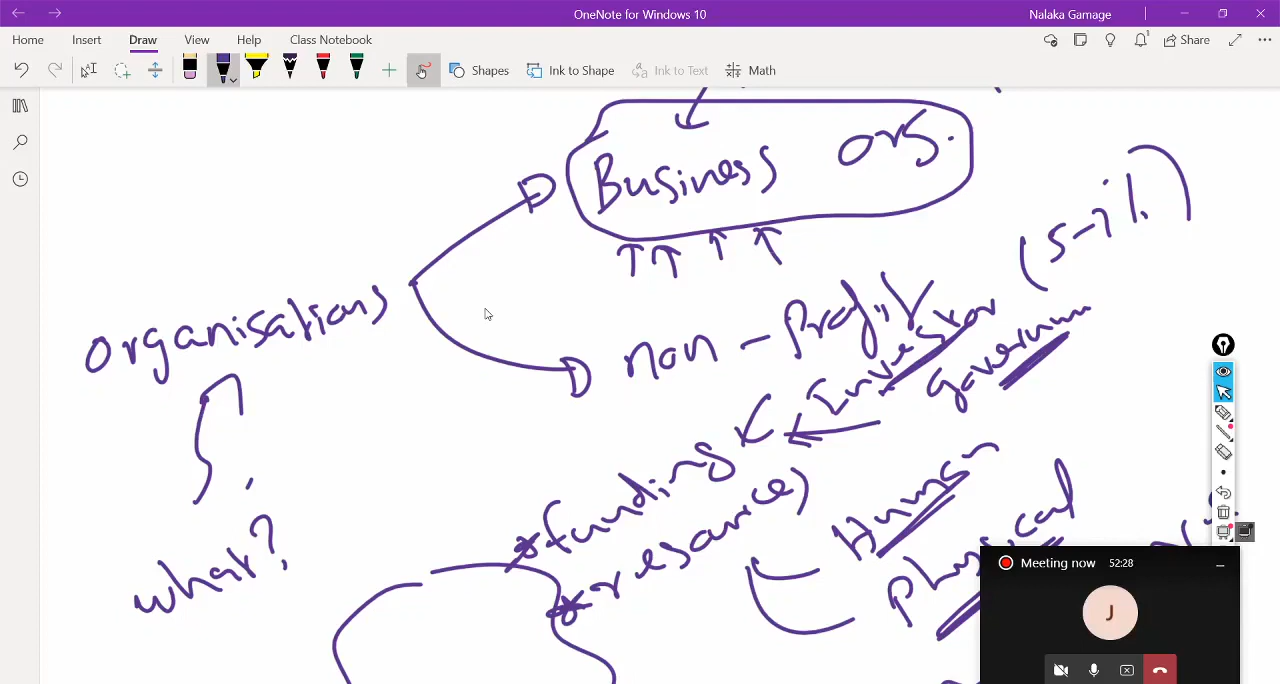 OneNote for Windows 10
Nalaka Gamage
Home Insert Draw View Help Class Notebook
Share
Shapes Ink to Shape Ink to Text Math
Business org.
(5-7%)
organisations
non-Profit
Investor
Governm
funding
resource)
Human
Physical
what?
Meeting now 52:28
J